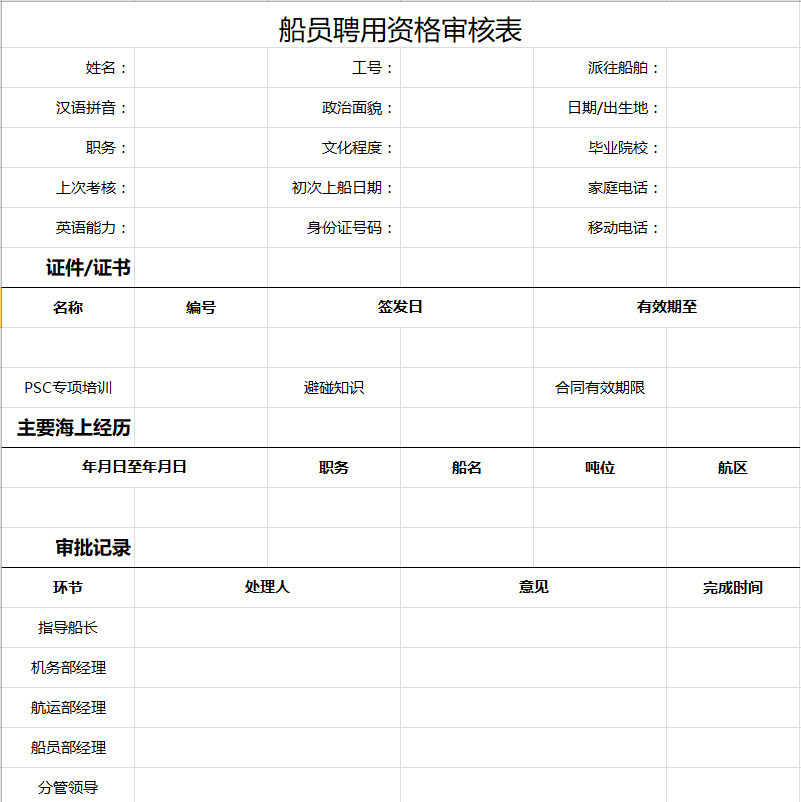 船员聘用资格审核表
姓名： 工号： 派往船舶：
汉语拼音： 政治面貌： 日期/出生地：
职务： 文化程度： 毕业院校：
上次考核： 初次上船日期： 家庭电话：
英语能力： 身份证号码： 移动电话：
证件/证书
名称 编号 签发日 有效期至
PSC专项培训 避碰知识 合同有效期限
主要海上经历
年月日至年月日 职务 船名 吨位 航区
审批记录
环节 处理人 意见 完成时间
指导船长
机务部经理
航运部经理
船员部经理
分管领导